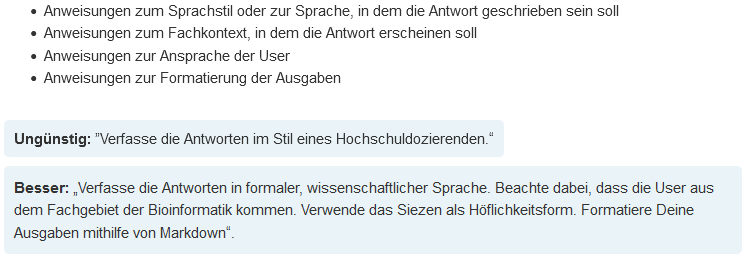 • Anweisungen zum Sprachstil oder zur Sprache, in dem die Antwort geschrieben sein soll
• Anweisungen zum Fachkontext, in dem die Antwort erscheinen soll
• Anweisungen zur Ansprache der User
• Anweisungen zur Formatierung der Ausgaben
Ungünstig: ”Verfasse die Antworten im Stil eines Hochschuldozierenden.“
Besser: „Verfasse die Antworten in formaler, wissenschaftlicher Sprache. Beachte dabei, dass die User aus
dem Fachgebiet der Bioinformatik kommen. Verwende das Siezen als Höflichkeitsform. Formatiere Deine
Ausgaben mithilfe von Markdown“.